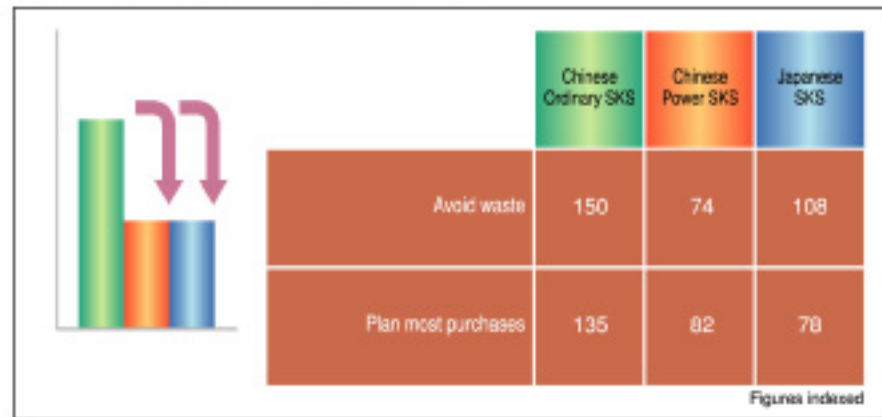 Chinese
Ordinary SKS
Chinese
Power SKS
Japanese
SKS
Avoid waste 150 74 108
Plan most purchases 135 82 78
Figures indexed